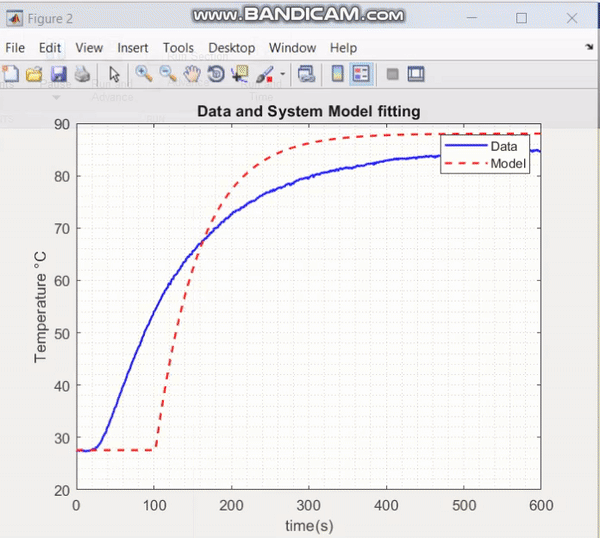 Figure 2
www.BANDICAM.com
File Edit View Insert Tools Desktop Window Help
Data and System Model fitting
Data
Model
90
80
70
60
50
40
30
20
Temperature °C
0 100 200 300 400 500 600
time(s)